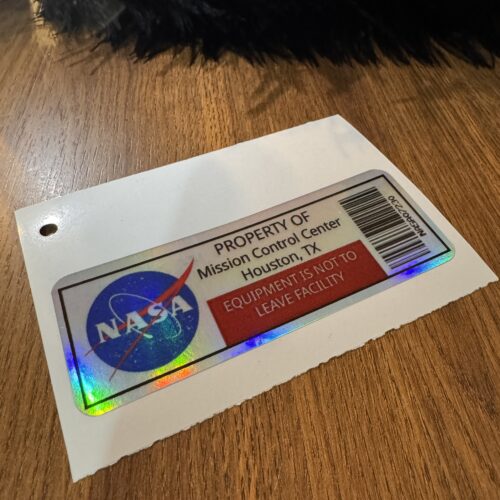 NASA
PROPERTY OF
Mission Control Center
Houston, TX
EQUIPMENT IS NOT TO
LEAVE FACILITY